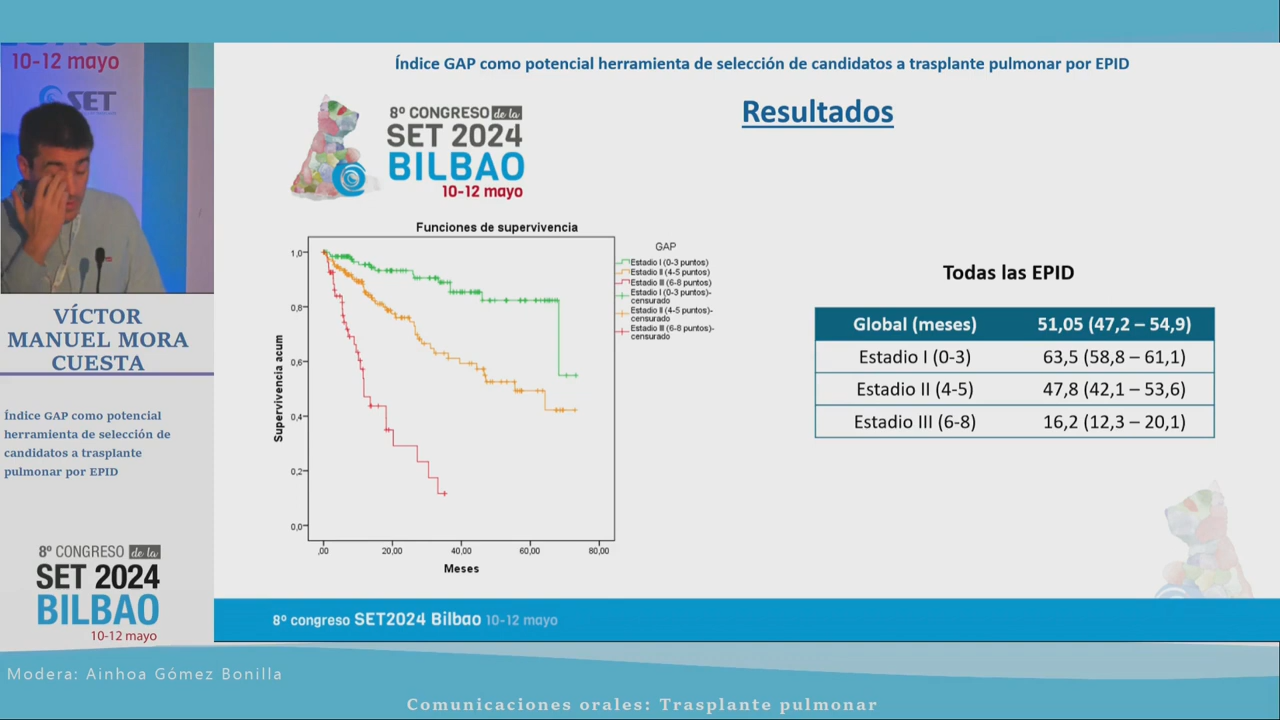 BILBAO
10-12 mayo
SET
VÍCTOR
MANUEL MORA
CUESTA
Índice GAP como potencial
herramienta de selección de
candidatos a trasplante
pulmonar por EPID
8º CONGRESO de la
SET 2024
BILBAO
10-12 mayo
Índice GAP como potencial herramienta de selección de candidatos a trasplante pulmonar por EPID
Resultados
8º CONGRESO de la
SET 2024
BILBAO
10-12 mayo
Funciones de supervivencia
Supervivencia acum
1,0
0,8
0,6
0,4
0,2
0,0
,00 20,00 40,00 60,00 80,00
Meses
GAP
Estadio I (0-3 puntos)
Estadio II (4-5 puntos)
Estadio III (6-8 puntos)
Estadio I (0-3 puntos)-
censurado
Estadio II (4-5 puntos)-
censurado
Estadio III (6-8 puntos)-
censurado
Todas las EPID
Global (meses) 51,05 (47,2 – 54,9)
Estadio I (0-3) 63,5 (58,8 – 61,1)
Estadio II (4-5) 47,8 (42,1 – 53,6)
Estadio III (6-8) 16,2 (12,3 – 20,1)
8º congreso SET2024 Bilbao 10-12 mayo
Modera: Ainhoa Gómez Bonilla
Comunicaciones orales: Trasplante pulmonar